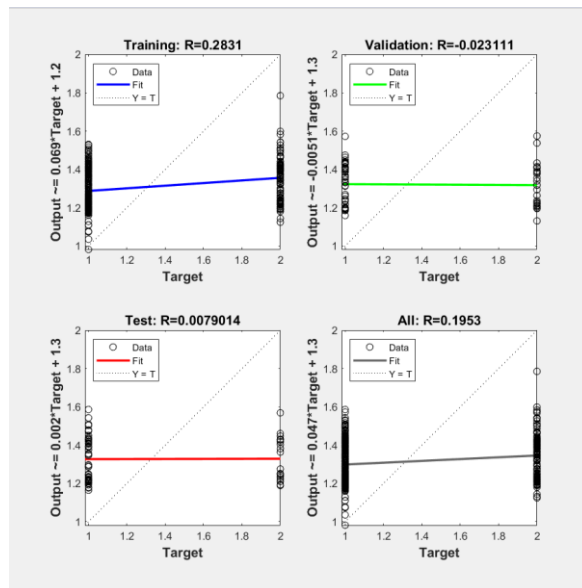 Training: R=0.2831
Output ~= 0.069*Target + 1.2
2
1.8
1.6
1.4
1.2
1
Data
Fit
Y = T
1 1.2 1.4 1.6 1.8 2
Target
Validation: R=-0.023111
Output ~= -0.0051*Target + 1.3
2
1.8
1.6
1.4
1.2
1
Data
Fit
Y = T
1 1.2 1.4 1.6 1.8 2
Target
Test: R=0.0079014
Output ~= 0.002*Target + 1.3
2
1.8
1.6
1.4
1.2
1
Data
Fit
Y = T
1 1.2 1.4 1.6 1.8 2
Target
All: R=0.1953
Output ~= 0.047*Target + 1.3
2
1.8
1.6
1.4
1.2
1
Data
Fit
Y = T
1 1.2 1.4 1.6 1.8 2
Target